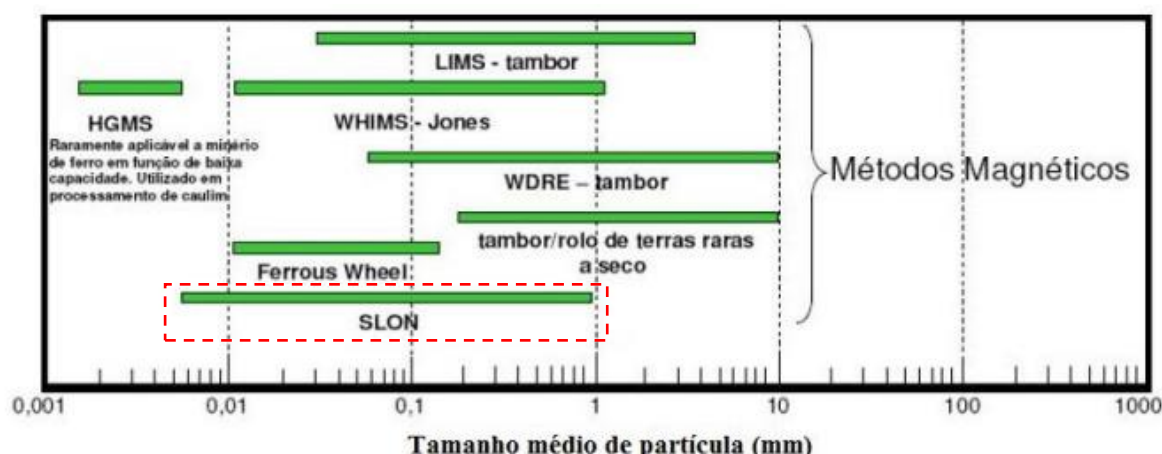 LIMS - tambor
HGMS
WHIMS - Jones
Raramente aplicável a minério
de ferro em função de baixa
capacidade. Utilizado em
processamento de caulim
WDRE – tambor
Métodos Magnéticos
tambor/rolo de terras raras
a seco
Ferrous Wheel
SLON
0,001 0,01 0,1 1 10 100 1000
Tamanho médio de partícula (mm)